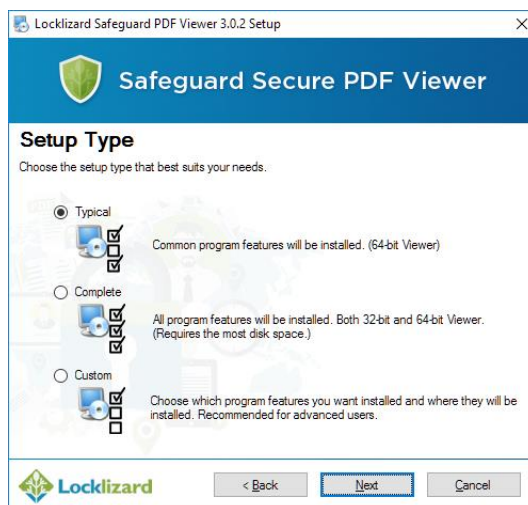 Locklizard Safeguard PDF Viewer 3.0.2 Setup
Safeguard Secure PDF Viewer
Setup Type
Choose the setup type that best suits your needs.
Typical
Common program features will be installed. (64-bit Viewer)
Complete
All program features will be installed. Both 32-bit and 64-bit Viewer.
(Requires the most disk space.)
Custom
Choose which program features you want installed and where they will be
installed. Recommended for advanced users.
Locklizard
< Back
Next
Cancel